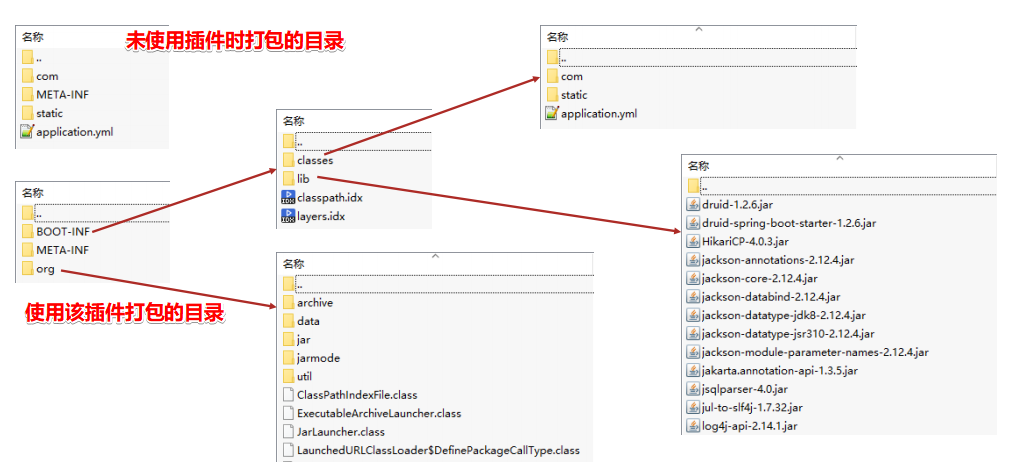 名称
..
com
META-INF
static
application.yml
未使用插件时打包的目录
名称
..
BOOT-INF
META-INF
org
使用该插件打包的目录
名称
..
classes
lib
classpath.idx
layers.idx
名称
..
archive
data
jar
jarmode
util
ClassPathIndexFile.class
ExecutableArchiveLauncher.class
JarLauncher.class
LaunchedURLClassLoader$DefinePackageCallType.class
名称
..
com
static
application.yml
名称
..
druid-1.2.6.jar
druid-spring-boot-starter-1.2.6.jar
HikariCP-4.0.3.jar
jackson-annotations-2.12.4.jar
jackson-core-2.12.4.jar
jackson-databind-2.12.4.jar
jackson-datatype-jdk8-2.12.4.jar
jackson-datatype-jsr310-2.12.4.jar
jackson-module-parameter-names-2.12.4.jar
jakarta.annotation-api-1.3.5.jar
jsqlparser-4.0.jar
jul-to-slf4j-1.7.32.jar
log4j-api-2.14.1.jar